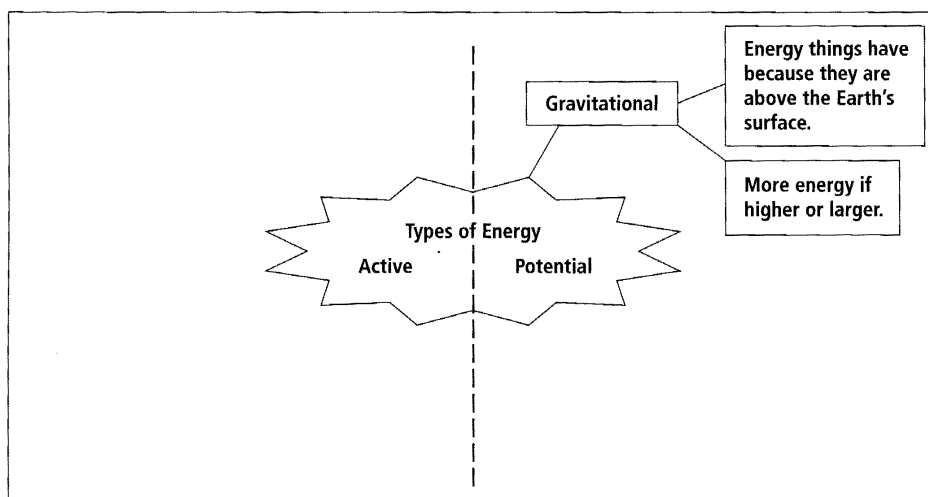 Energy things have
because they are
above the Earth's
surface.
Gravitational
More energy if
higher or larger.
Types of Energy
Active
Potential